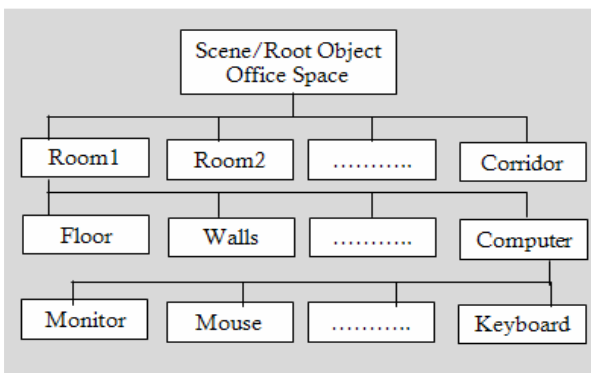 Scene/Root Object
Office Space
Room1
Room2
………..
Corridor
Floor
Walls
………..
Computer
Monitor
Mouse
………..
Keyboard